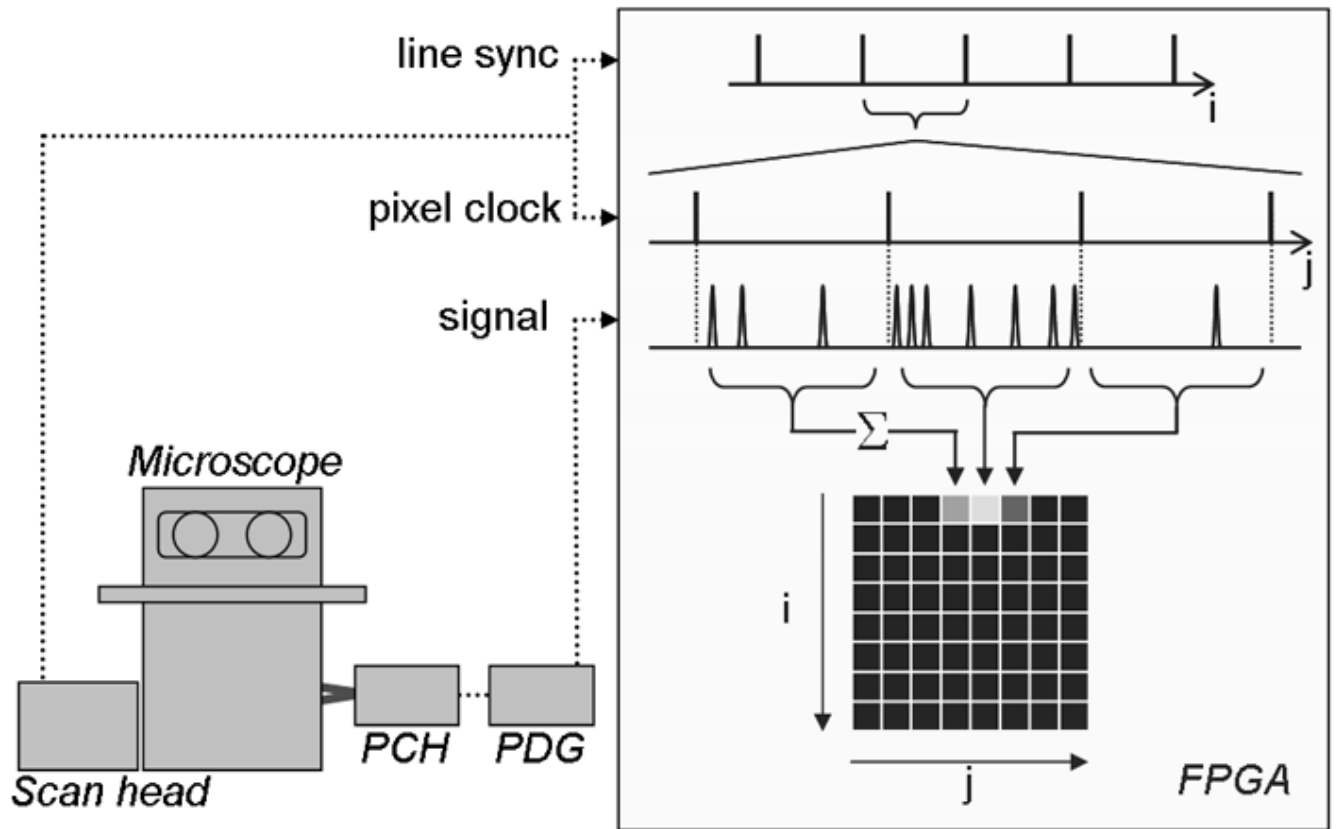 line sync
i
pixel clock
j
signal
Σ
Microscope
i
PCH
PDG
Scan head
j
FPGA